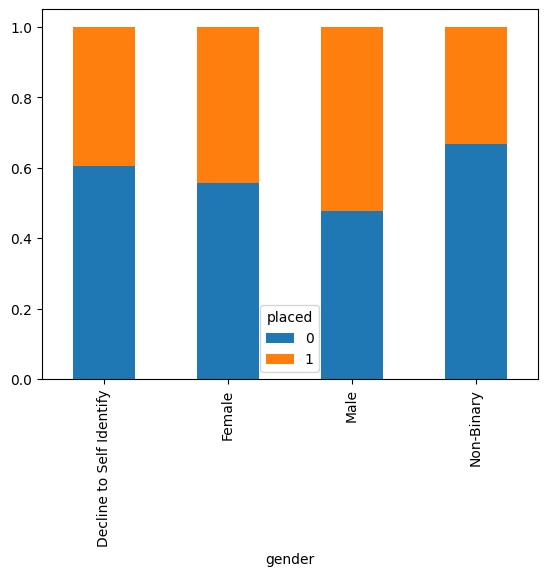 1.0
0.8
0.6
0.4
0.2
0.0
placed
0
1
Decline to Self Identify
Female
Male
Non-Binary
gender